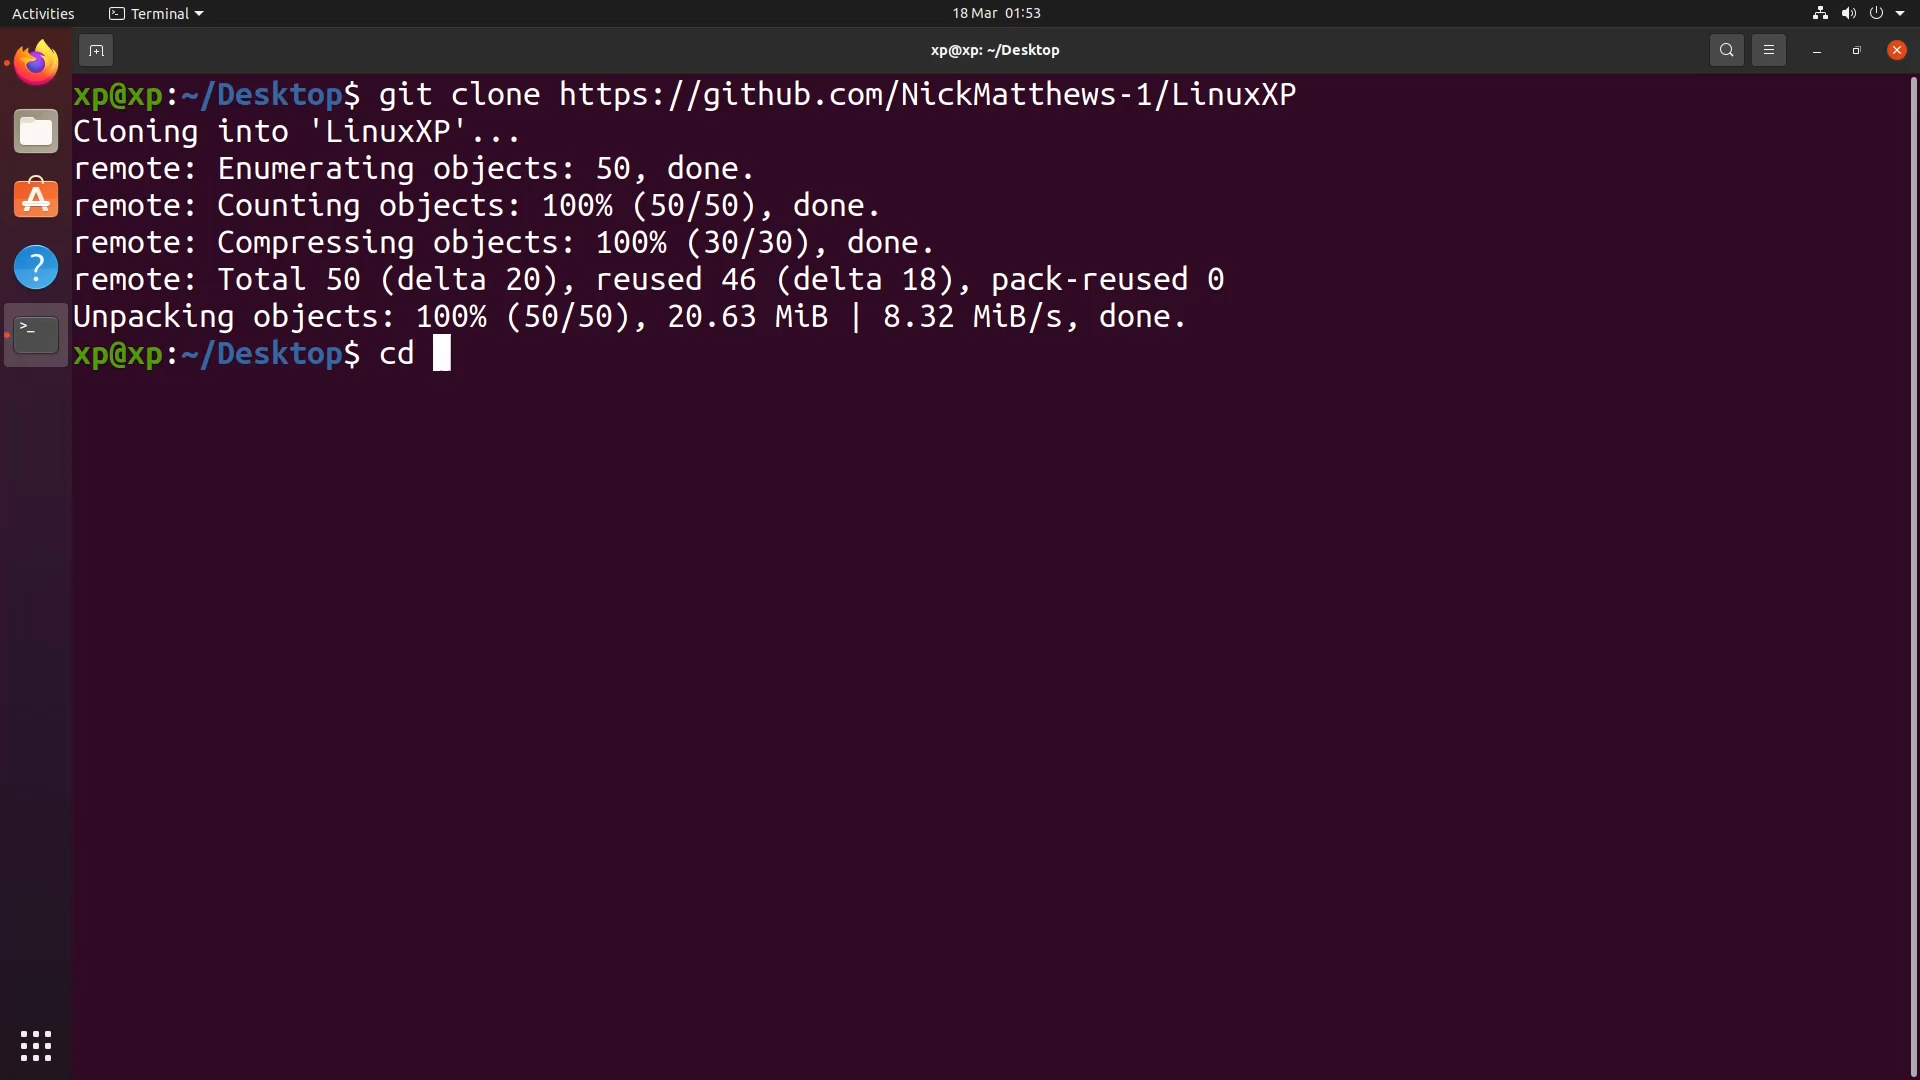 Activities Terminal 18 Mar 01:53
xp@xp: ~/Desktop
xp@xp:~/Desktop$ git clone https://github.com/NickMatthews-1/LinuxXP
Cloning into 'LinuxXP'...
remote: Enumerating objects: 50, done.
remote: Counting objects: 100% (50/50), done.
remote: Compressing objects: 100% (30/30), done.
remote: Total 50 (delta 20), reused 46 (delta 18), pack-reused 0
Unpacking objects: 100% (50/50), 20.63 MiB | 8.32 MiB/s, done.
xp@xp:~/Desktop$ cd